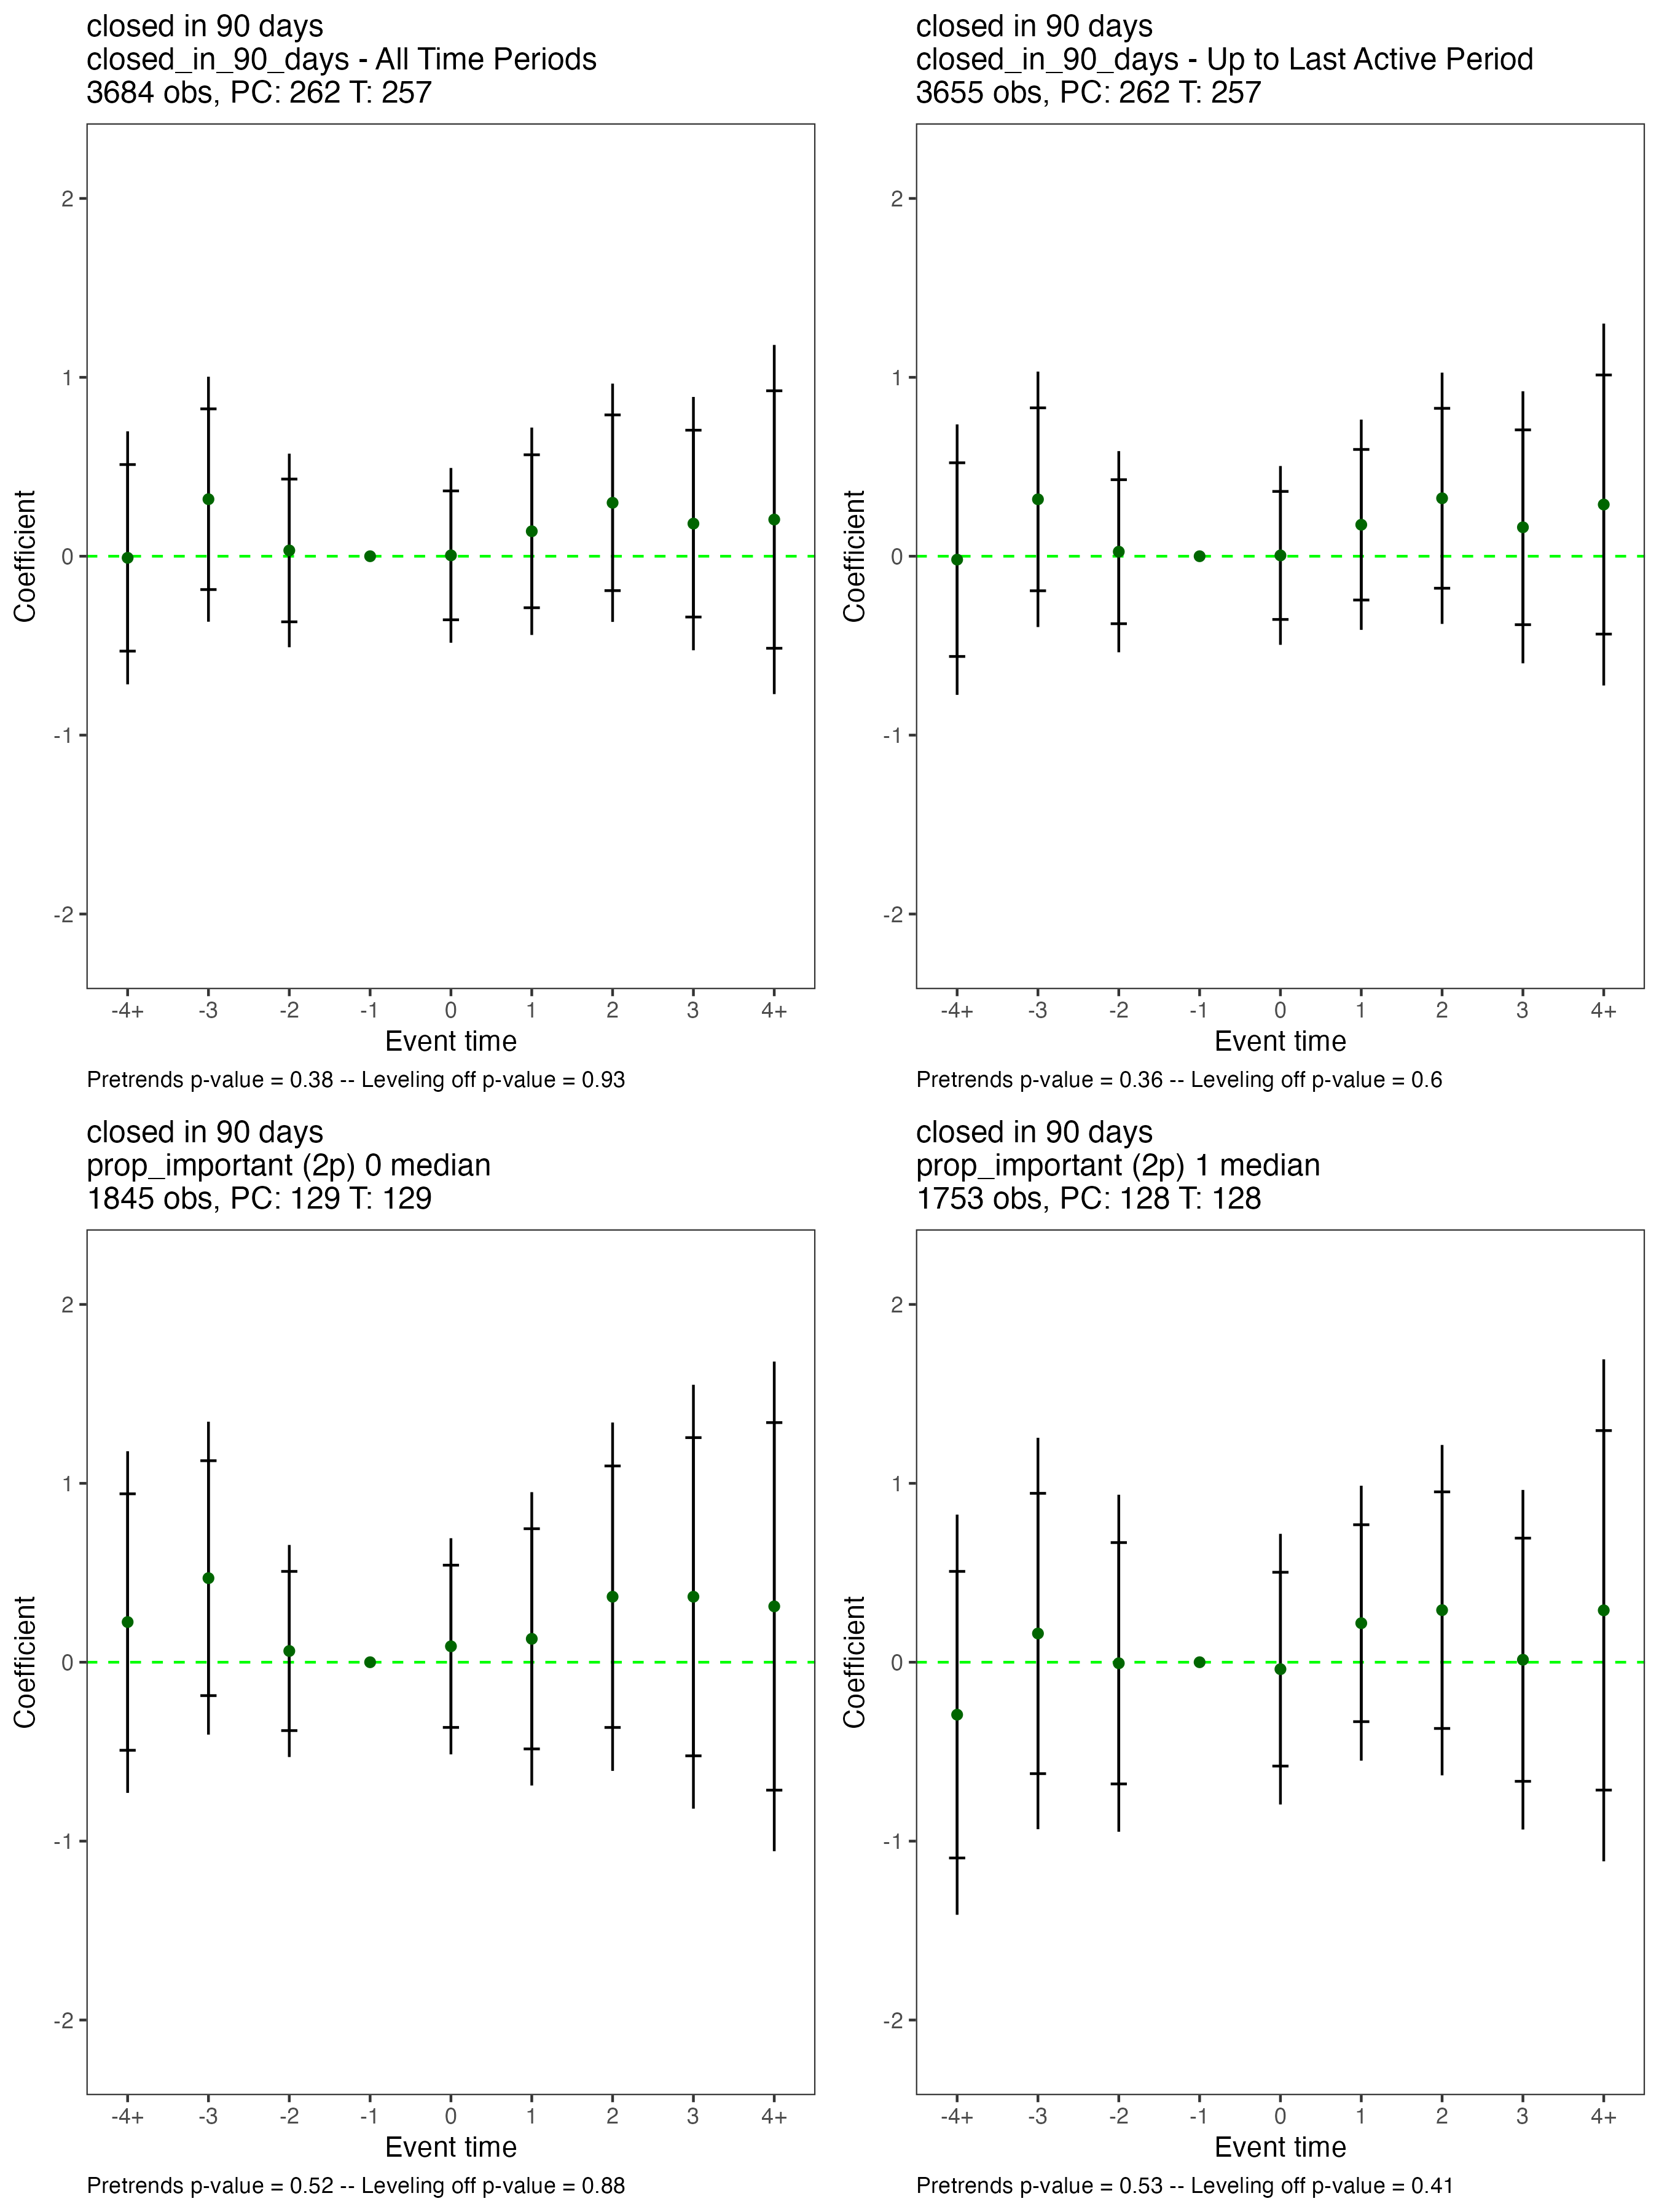 closed in 90 days
closed_in_90_days - All Time Periods
3684 obs, PC: 262 T: 257
2
1
0
-1
-2
Coefficient
-4+ -3 -2 -1 0 1 2 3 4+
Event time
Pretrends p-value = 0.38 -- Leveling off p-value = 0.93
closed in 90 days
closed_in_90_days - Up to Last Active Period
3655 obs, PC: 262 T: 257
2
1
0
-1
-2
Coefficient
-4+ -3 -2 -1 0 1 2 3 4+
Event time
Pretrends p-value = 0.36 -- Leveling off p-value = 0.6
closed in 90 days
prop_important (2p) 0 median
1845 obs, PC: 129 T: 129
2
1
0
-1
-2
Coefficient
-4+ -3 -2 -1 0 1 2 3 4+
Event time
Pretrends p-value = 0.52 -- Leveling off p-value = 0.88
closed in 90 days
prop_important (2p) 1 median
1753 obs, PC: 128 T: 128
2
1
0
-1
-2
Coefficient
-4+ -3 -2 -1 0 1 2 3 4+
Event time
Pretrends p-value = 0.53 -- Leveling off p-value = 0.41